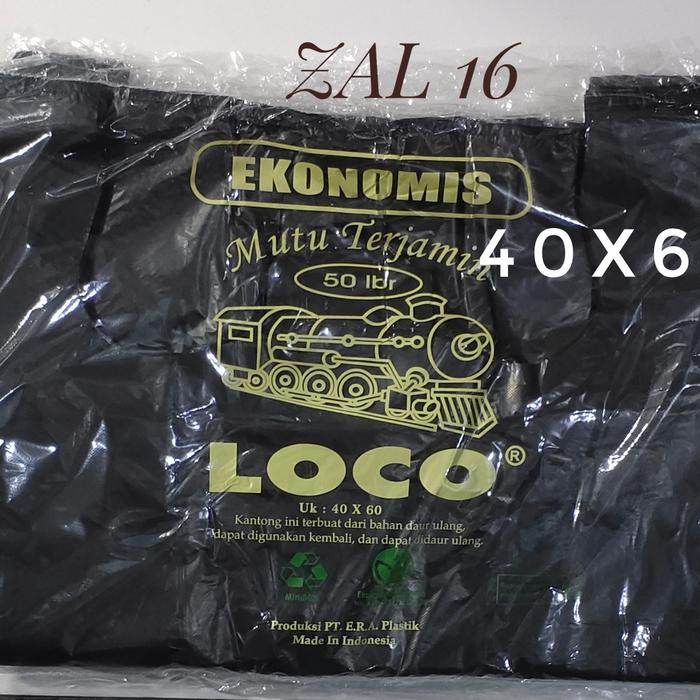 ZAL 16
EKONOMIS
Mutu Terjamin
40X6
50 lbr
LOCO®
Uk : 40 X 60
Kantong ini terbuat dari bahan daur ulang,
dapat digunakan kembali, dan dapat didaur ulang.
Produksi PT. E.R.A. Plastik
Made In Indonesia